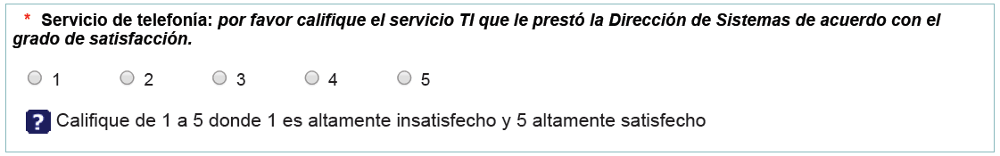 * Servicio de telefonía: por favor califique el servicio TI que le prestó la Dirección de Sistemas de acuerdo con el
grado de satisfacción.
1 2 3 4 5
? Califique de 1 a 5 donde 1 es altamente insatisfecho y 5 altamente satisfecho